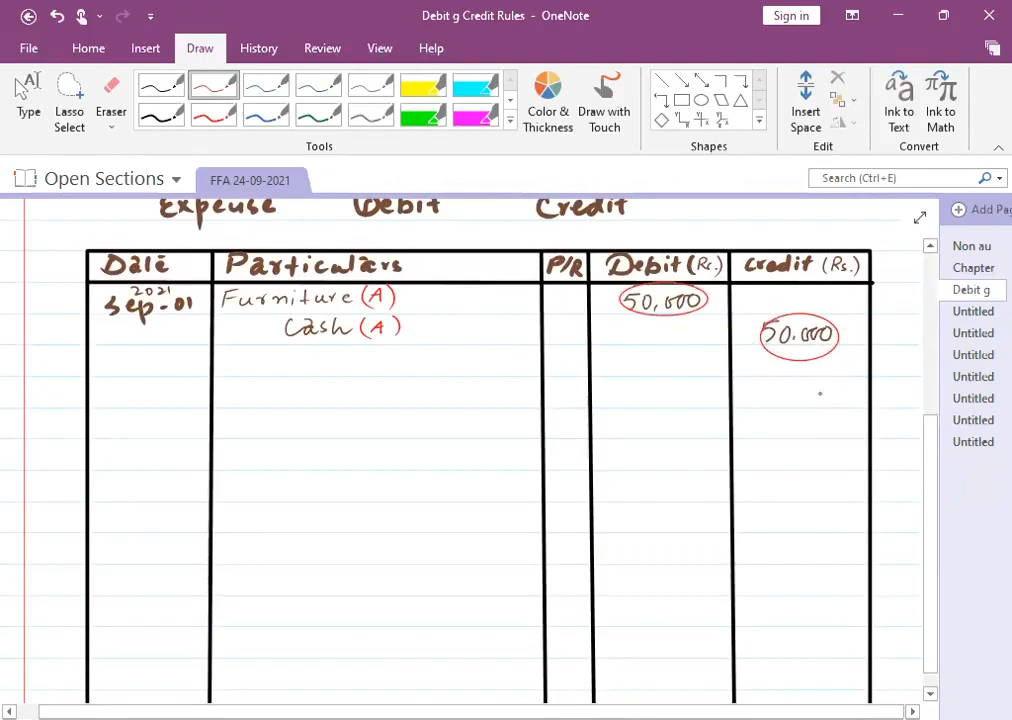 Debit g Credit Rules - OneNote
Sign in
File Home Insert Draw History Review View Help
Type
Lasso Select
Eraser
Color & Thickness
Draw with Touch
Insert Space
Ink to Text
Ink to Math
Tools Shapes Edit Convert
Open Sections FFA 24-09-2021 Search (Ctrl+E)
Expense Debit Credit
Add Pag
Non au
Chapter
Debit g
Untitled
Untitled
Untitled
Untitled
Untitled
Untitled
Untitled
Date Particulars P/R Debit (Rs.) Credit (Rs.)
2021
Sep-01 Furniture (A) 50,000
Cash (A) 50.000